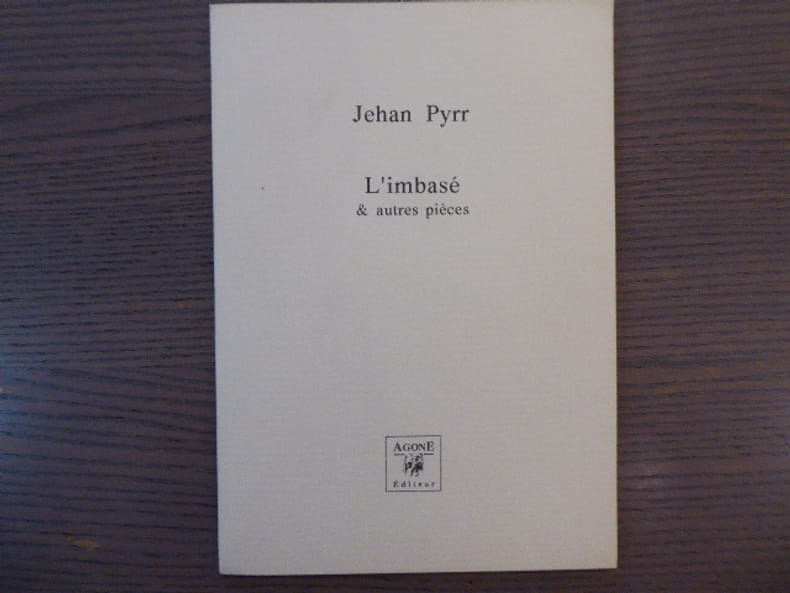 Jehan Pyrr
L'imbasé
& autres pièces
AGONE
Éditeur